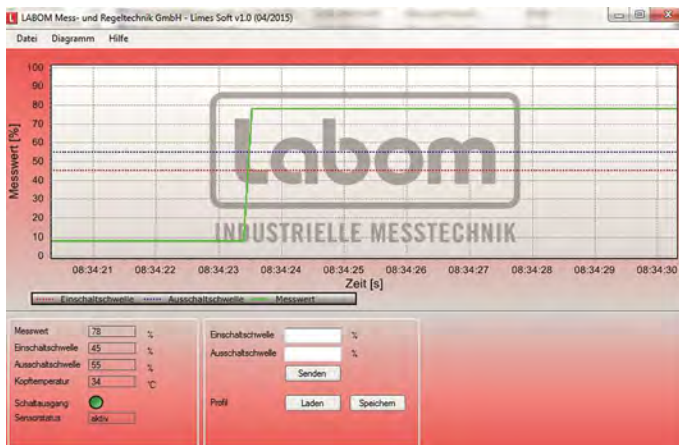 LABOM Mess- und Regeltechnik GmbH - Limes Soft v1.0 (04/2015)
Datei Diagramm Hilfe
Messwert [%]
100
90
80
70
60
50
40
30
20
10
0
Labom
INDUSTRIELLE MESSTECHNIK
08:34:21 08:34:22 08:34:23 08:34:24 08:34:25 08:34:26 08:34:27 08:34:28 08:34:29 08:34:30
Zeit [s]
Einschaltschwelle Ausschaltschwelle Messwert
Messwert 78 %
Einschaltschwelle 45 %
Ausschaltschwelle 55 %
Kopftemperatur 34 °C
Schaltausgang
Sensorstatus aktiv
Einschaltschwelle %
Ausschaltschwelle %
Senden
Profil Laden Speichern